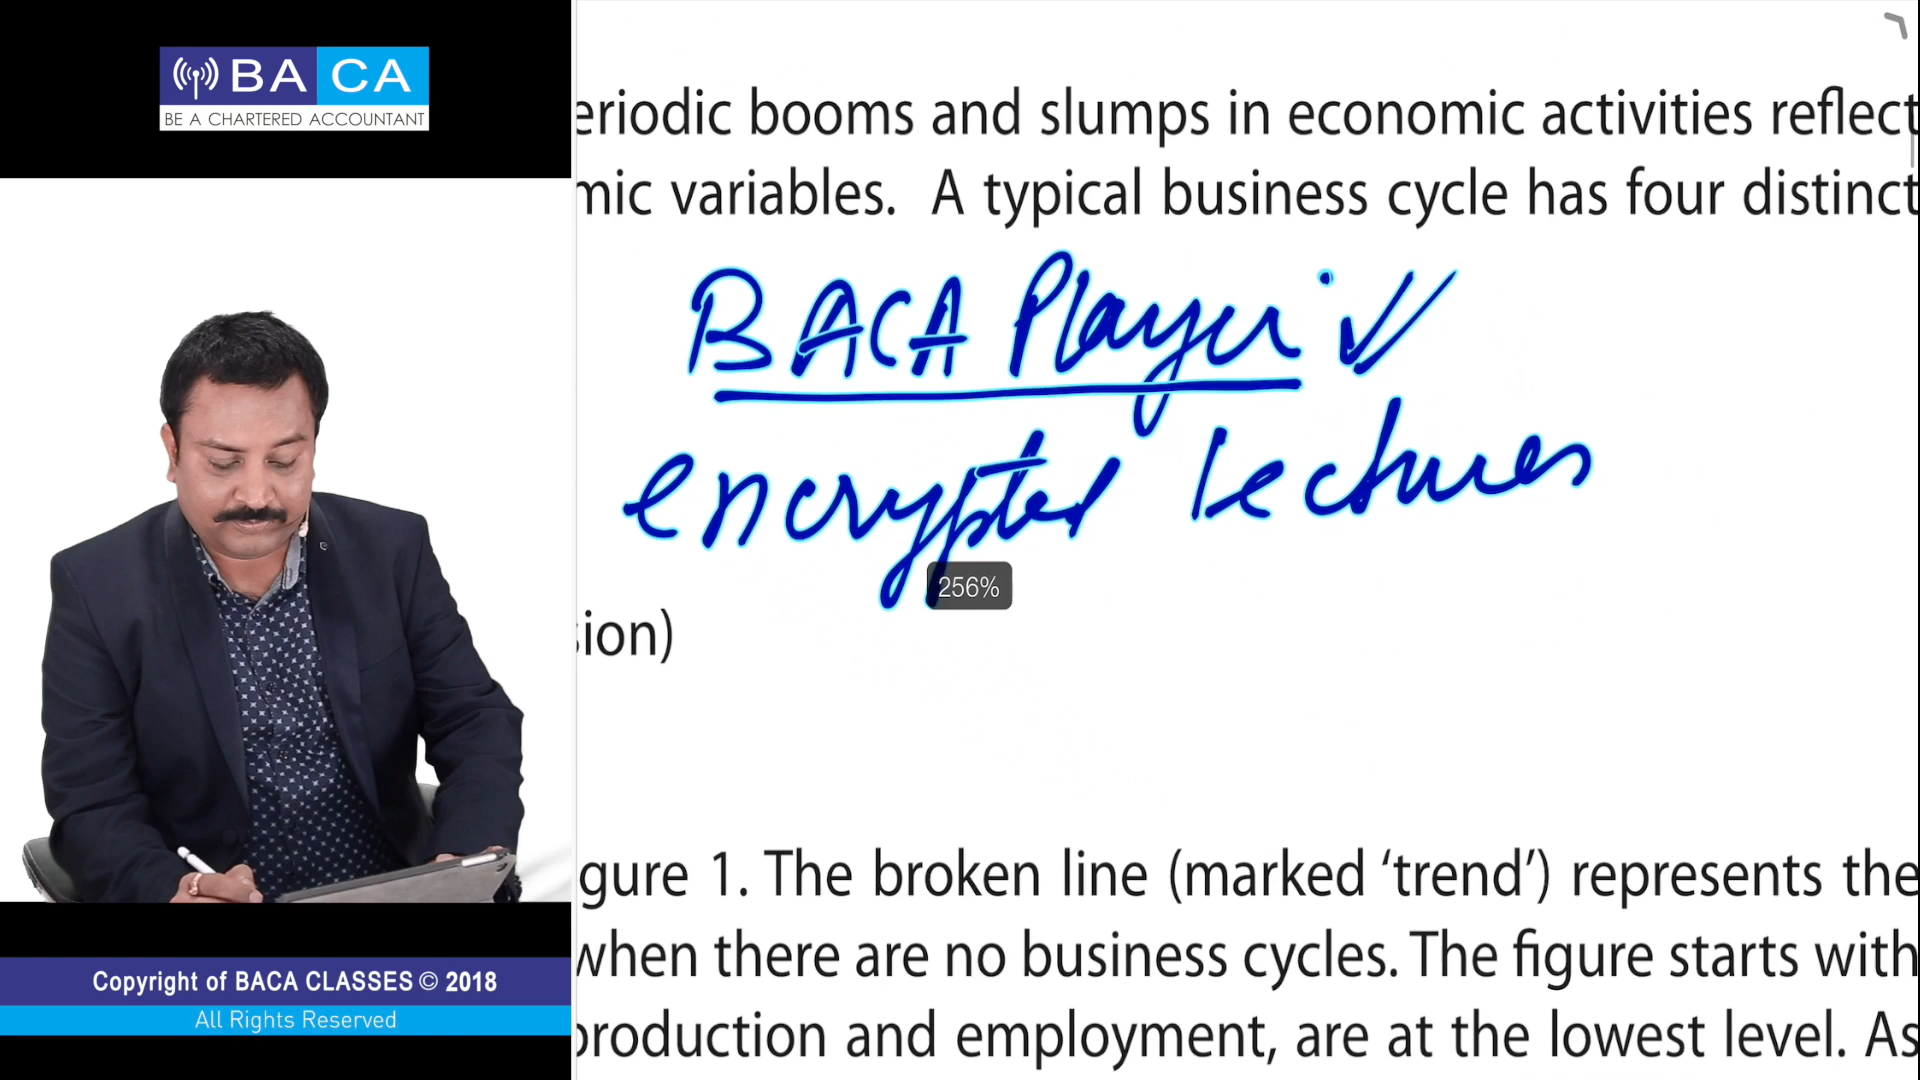 BA CA
BE A CHARTERED ACCOUNTANT
eriodic booms and slumps in economic activities reflect
mic variables. A typical business cycle has four distinct
BACA Player
encrypted lectures
256%
ion)
gure 1. The broken line (marked ‘trend’) represents the
when there are no business cycles. The figure starts with
production and employment, are at the lowest level. As
Copyright of BACA CLASSES © 2018
All Rights Reserved